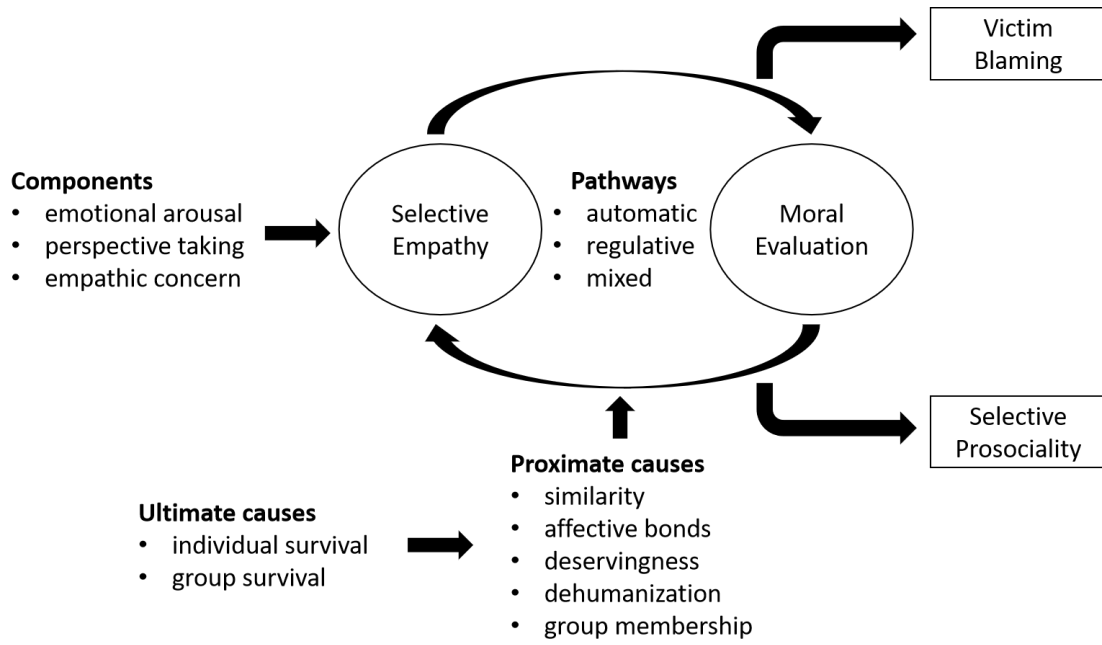 Victim
Blaming
Components
• emotional arousal
• perspective taking
• empathic concern
Selective
Empathy
Pathways
• automatic
• regulative
• mixed
Moral
Evaluation
Selective
Prosociality
Proximate causes
• similarity
• affective bonds
• deservingness
• dehumanization
• group membership
Ultimate causes
• individual survival
• group survival